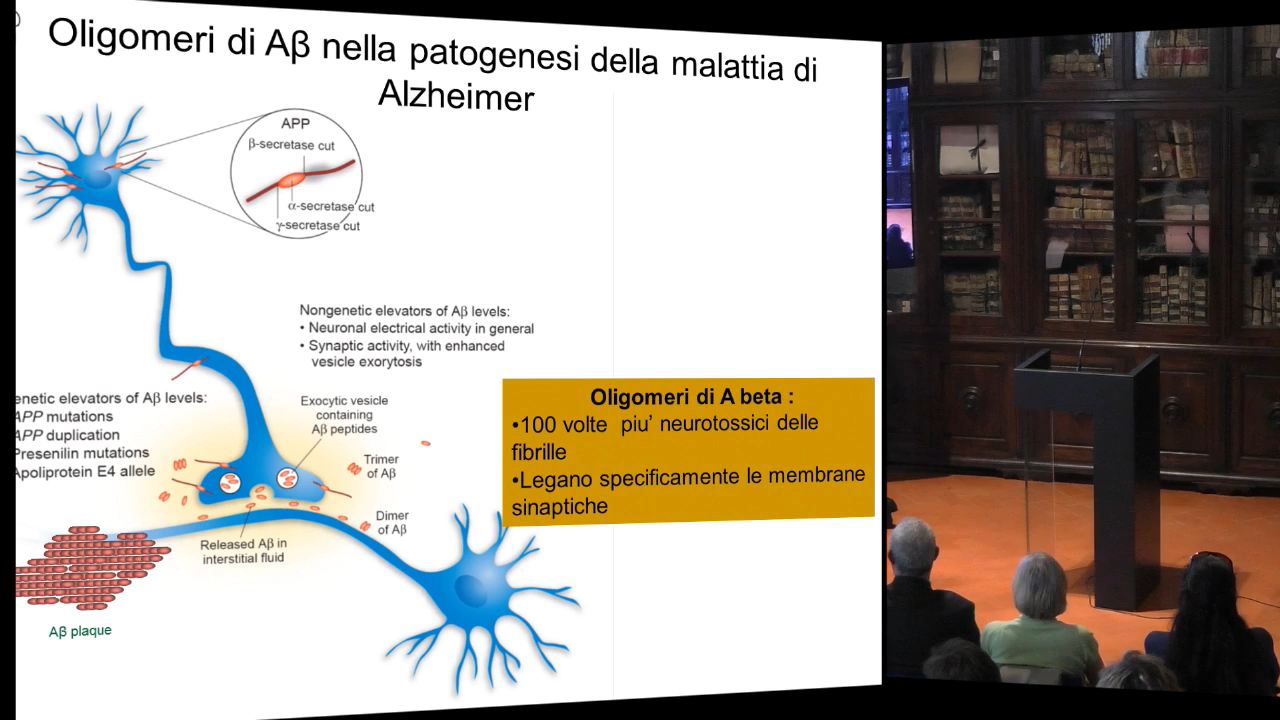 Oligomeri di Aβ nella patogenesi della malattia di
Alzheimer
APP
β-secretase cut
α-secretase cut
γ-secretase cut
Nongenetic elevators of Aβ levels:
• Neuronal electrical activity in general
• Synaptic activity, with enhanced
vesicle exorytosis
enetic elevators of Aβ levels:
APP mutations
APP duplication
Presenilin mutations
Apoliprotein E4 allele
Exocytic vesicle
containing
Aβ peptides
Trimer
of Aβ
Dimer
of Aβ
Released Aβ in
interstitial fluid
Aβ plaque
Oligomeri di A beta :
•100 volte piu’ neurotossici delle
fibrille
•Legano specificamente le membrane
sinaptiche